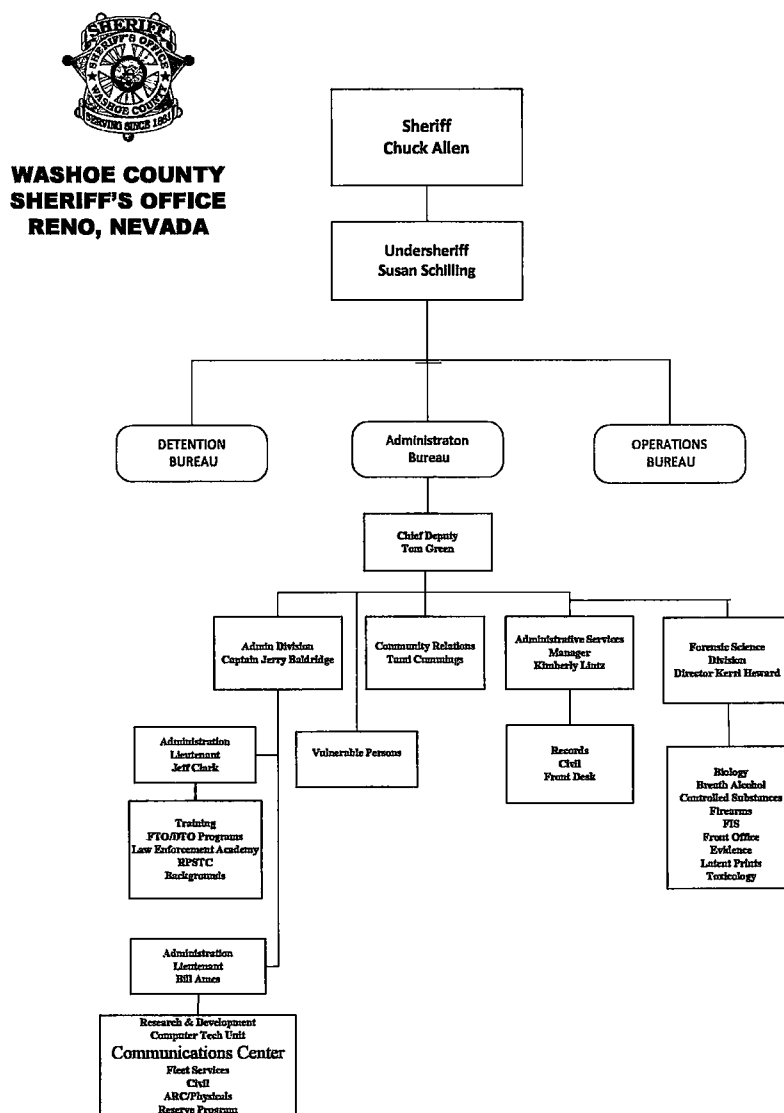 SHERIFF
SHERIFF'S OFFICE
WASHOE COUNTY
SERVING SINCE 1861
WASHOE COUNTY
SHERIFF'S OFFICE
RENO, NEVADA
Sheriff
Chuck Allen
Undersheriff
Susan Schilling
DETENTION
BUREAU
Administraton
Bureau
OPERATIONS
BUREAU
Chief Deputy
Tom Green
Admin Division
Captain Jerry Baldridge
Community Relations
Tami Cummings
Administrative Services
Manager
Kimberly Lintz
Forensic Science
Division
Director Kerri Heward
Administration
Lieutenant
Jeff Clark
Vulnerable Persons
Records
Civil
Front Desk
Training
FTO/DTO Programs
Law Enforcement Academy
RPSTC
Backgrounds
Biology
Breath Alcohol
Controlled Substances
Firearms
FIS
Front Office
Evidence
Latent Prints
Toxicology
Administration
Lieutenant
Bill Ames
Research & Development
Computer Tech Unit
Communications Center
Fleet Services
Civil
ARC/Physicals
Reserve Program